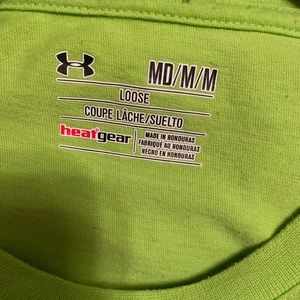 MD/M/M
LOOSE
COUPE LÂCHE/SUELTO
heatgear
MADE IN HONDURAS
FABRIQUÉ AU HONDURAS
HECHO EN HONDURAS